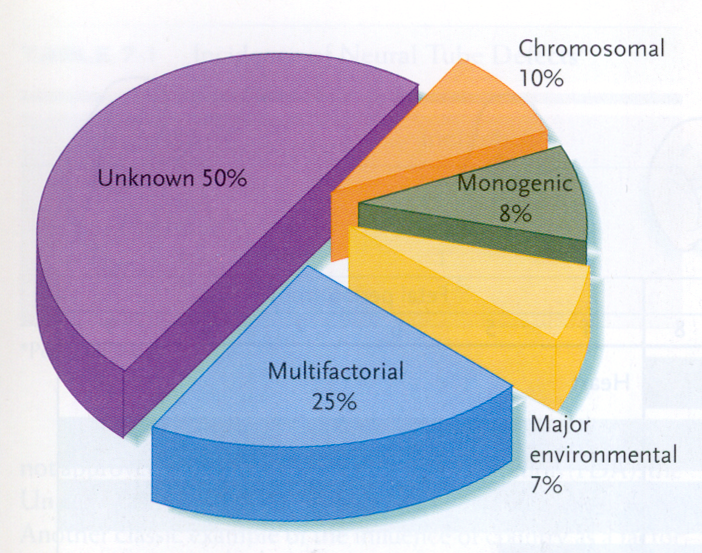 Chromosomal
10%
Unknown 50%
Monogenic
8%
Multifactorial
25%
Major
environmental
7%